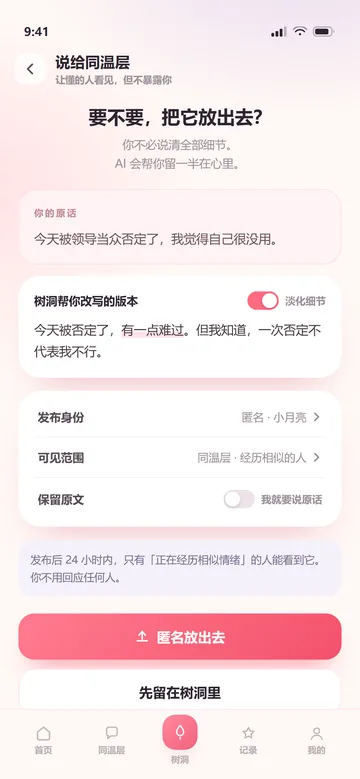 9:41
说给同温层
让懂的人看见，但不暴露你
要不要，把它放出去？
你不必说清全部细节。
AI 会帮你留一半在心里。
你的原话
今天被领导当众否定了，我觉得自己很没用。
树洞帮你改写的版本
淡化细节
今天被否定了，有一点难过。但我知道，一次否定不
代表我不行。
发布身份
匿名 · 小月亮
可见范围
同温层 · 经历相似的人
保留原文
我就要说原话
发布后 24 小时内，只有「正在经历相似情绪」的人能看到它。
你不用回应任何人。
匿名放出去
先留在树洞里
首页
同温层
树洞
记录
我的